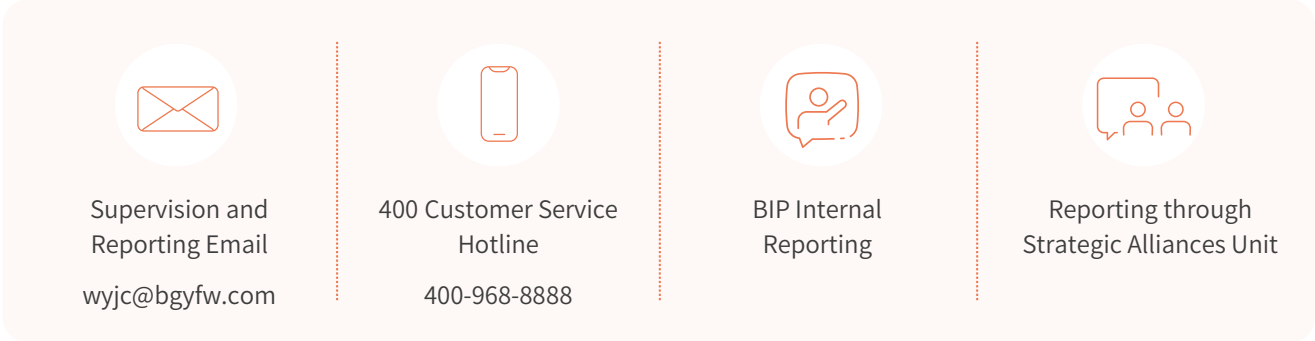 Supervision and
Reporting Email
wyjc@bgyfw.com
400 Customer Service
Hotline
400-968-8888
BIP Internal
Reporting
Reporting through
Strategic Alliances Unit